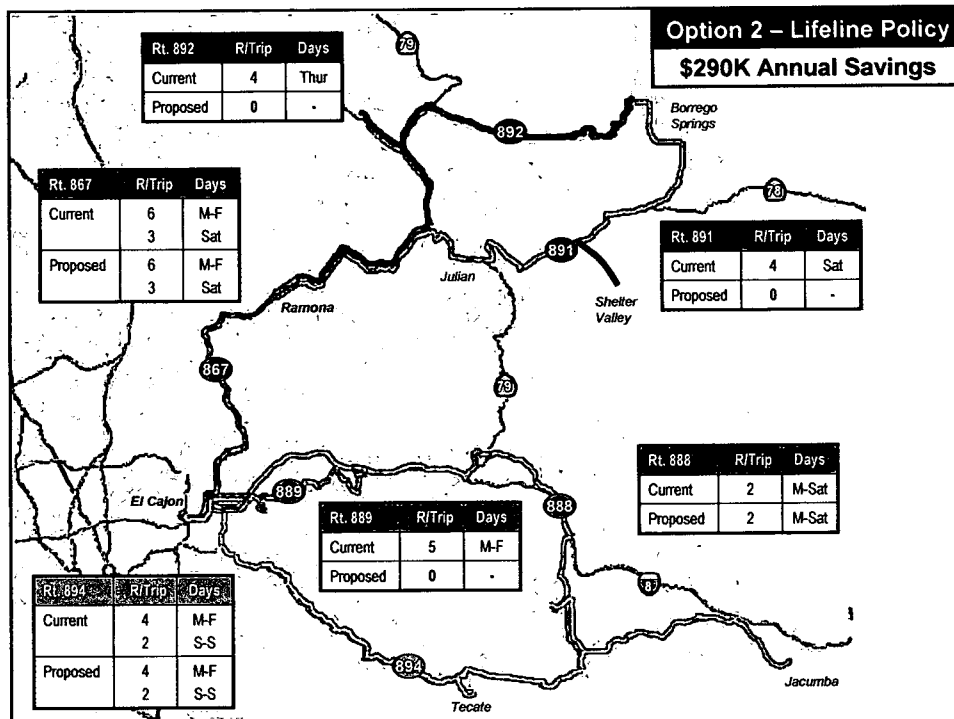 Option 2 – Lifeline Policy
$290K Annual Savings
79
Rt. 892 R/Trip Days
Current 4 Thur
Proposed 0 -
Borrego
Springs
892
Rt. 867 R/Trip Days
Current 6 M-F
3 Sat
Proposed 6 M-F
3 Sat
78
Rt. 891 R/Trip Days
Current 4 Sat
Proposed 0 -
891
Julian
Shelter
Valley
Ramona
867
79
Rt. 888 R/Trip Days
Current 2 M-Sat
Proposed 2 M-Sat
El Cajon
889
888
Rt. 889 R/Trip Days
Current 5 M-F
Proposed 0 -
8
Rt. 894 R/Trip Days
Current 4 M-F
2 S-S
Proposed 4 M-F
2 S-S
894
Tecate
Jacumba